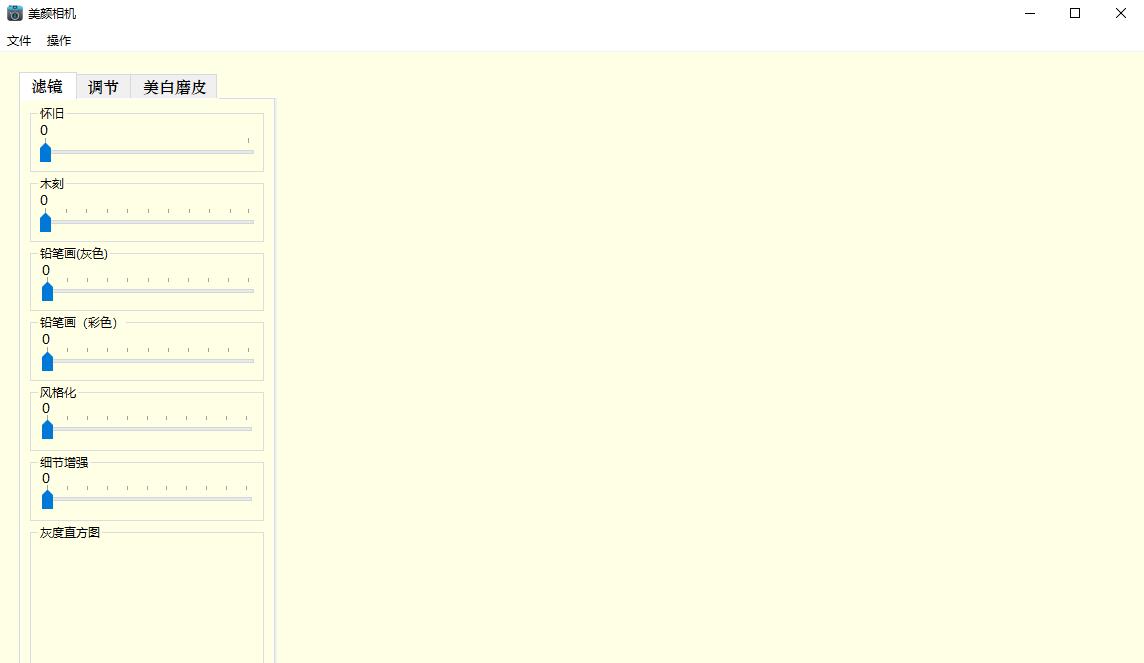 美颜相机
文件 操作
滤镜 调节 美白磨皮
怀旧
0
木刻
0
铅笔画(灰色)
0
铅笔画（彩色）
0
风格化
0
细节增强
0
灰度直方图